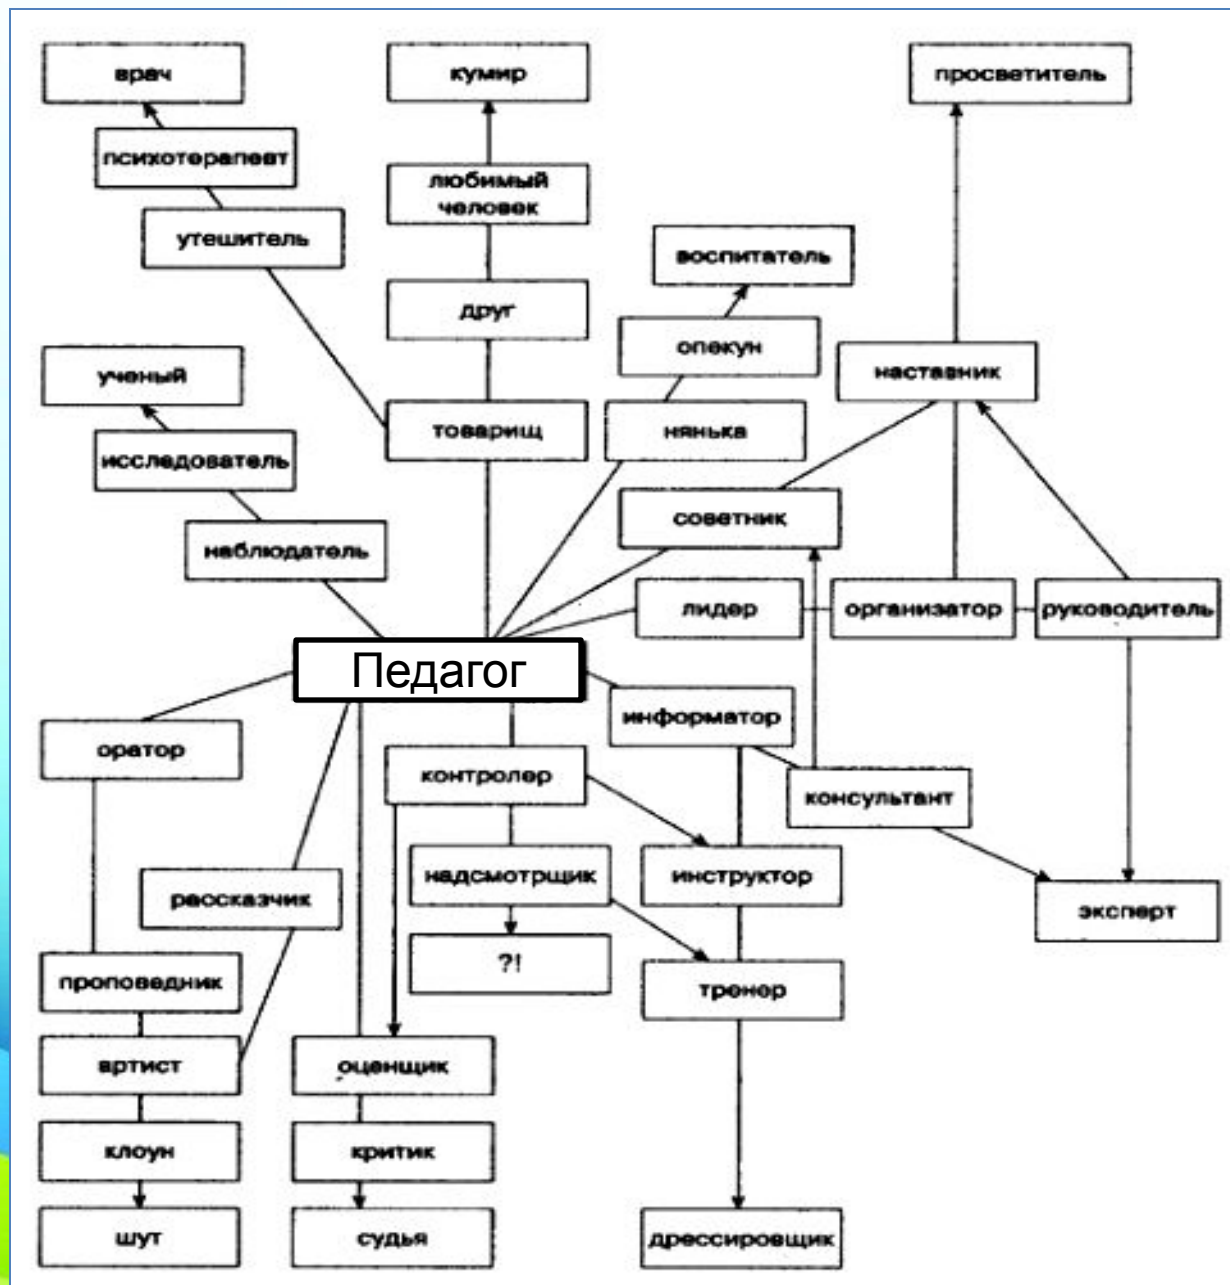 врач
кумир
просветитель
психотерапевт
любимый
человек
утешитель
воспитатель
друг
опекун
ученый
наставник
товарищ
нянька
исследователь
советник
наблюдатель
лидер
организатор
руководитель
Педагог
информатор
оратор
контролер
консультант
надсмотрщик
инструктор
рассказчик
эксперт
?!
проповедник
тренер
артист
оценщик
клоун
критик
шут
судья
дрессировщик